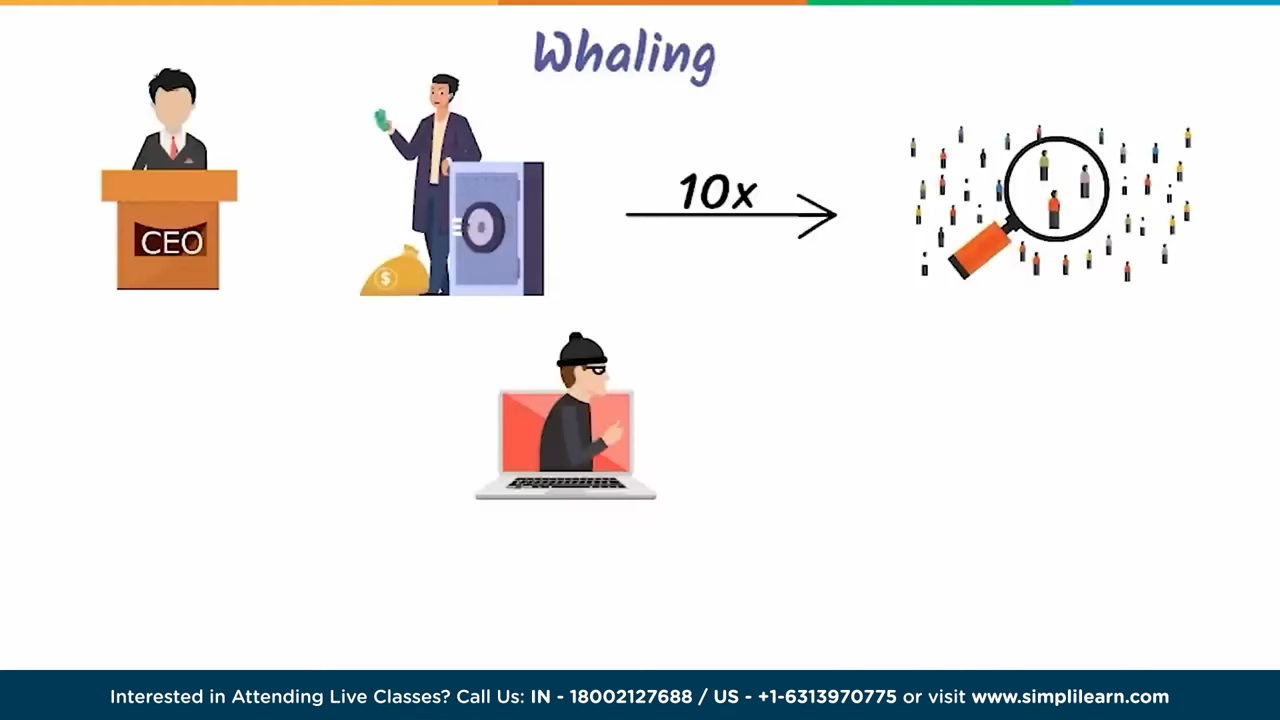 Whaling
10x
CEO
$
Interested in Attending Live Classes? Call Us: IN - 18002127688 / US - +1-6313970775 or visit www.simplilearn.com